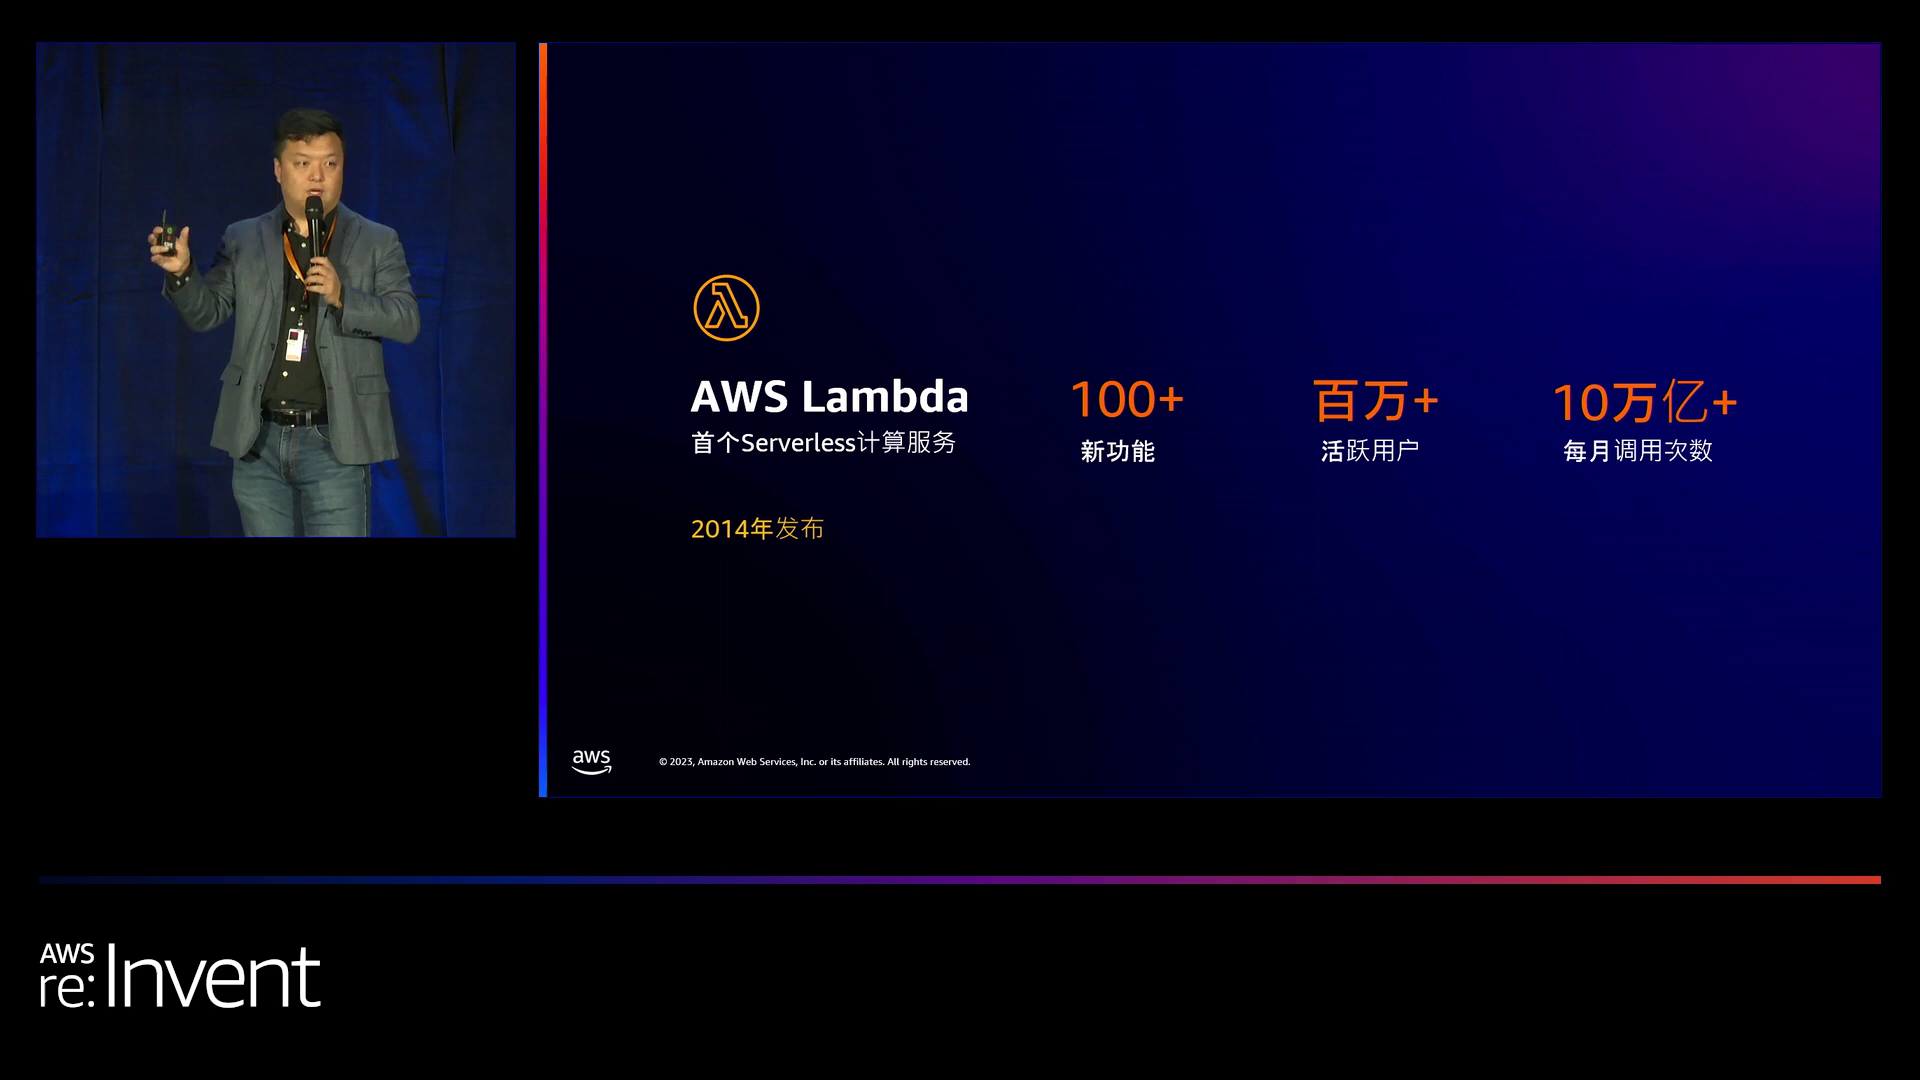 AWS Lambda
首个Serverless计算服务
2014年发布
100+
新功能
百万+
活跃用户
10万亿+
每月调用次数
aws
© 2023, Amazon Web Services, Inc. or its affiliates. All rights reserved.
AWS
re:Invent